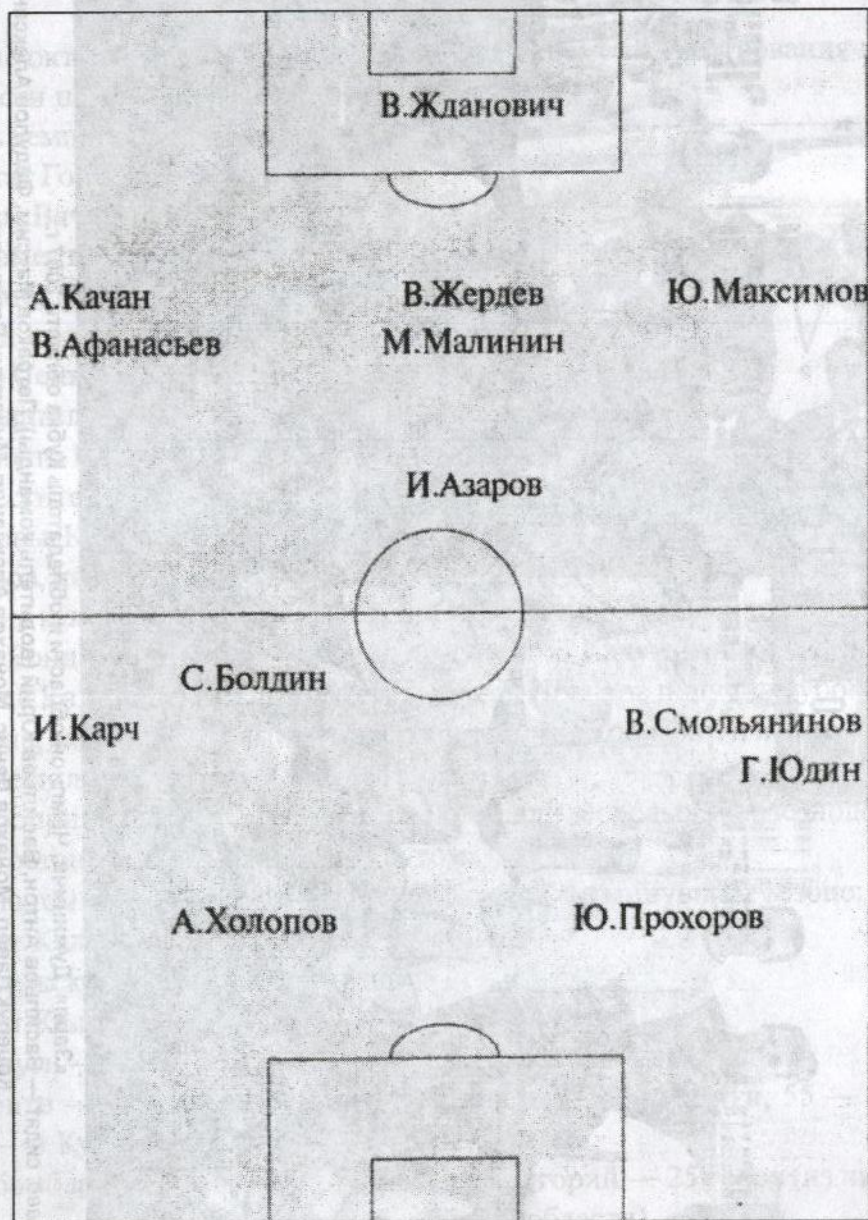 В.Жданович
А.Качан В.Жердев Ю.Максимов
В.Афанасьев М.Малинин
И.Азаров
С.Болдин
И.Карч В.Смольянинов
Г.Юдин
А.Холопов Ю.Прохоров